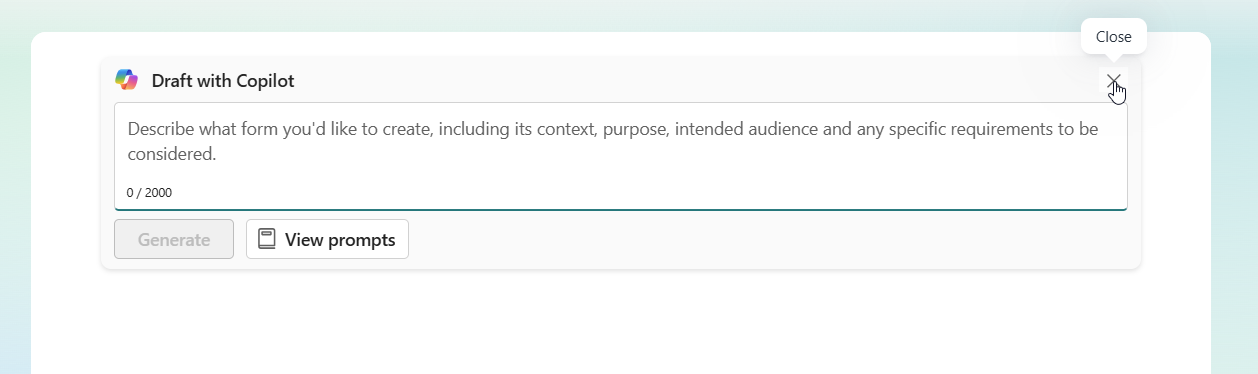 Close
Draft with Copilot
Describe what form you'd like to create, including its context, purpose, intended audience and any specific requirements to be
considered.
0 / 2000
Generate
View prompts